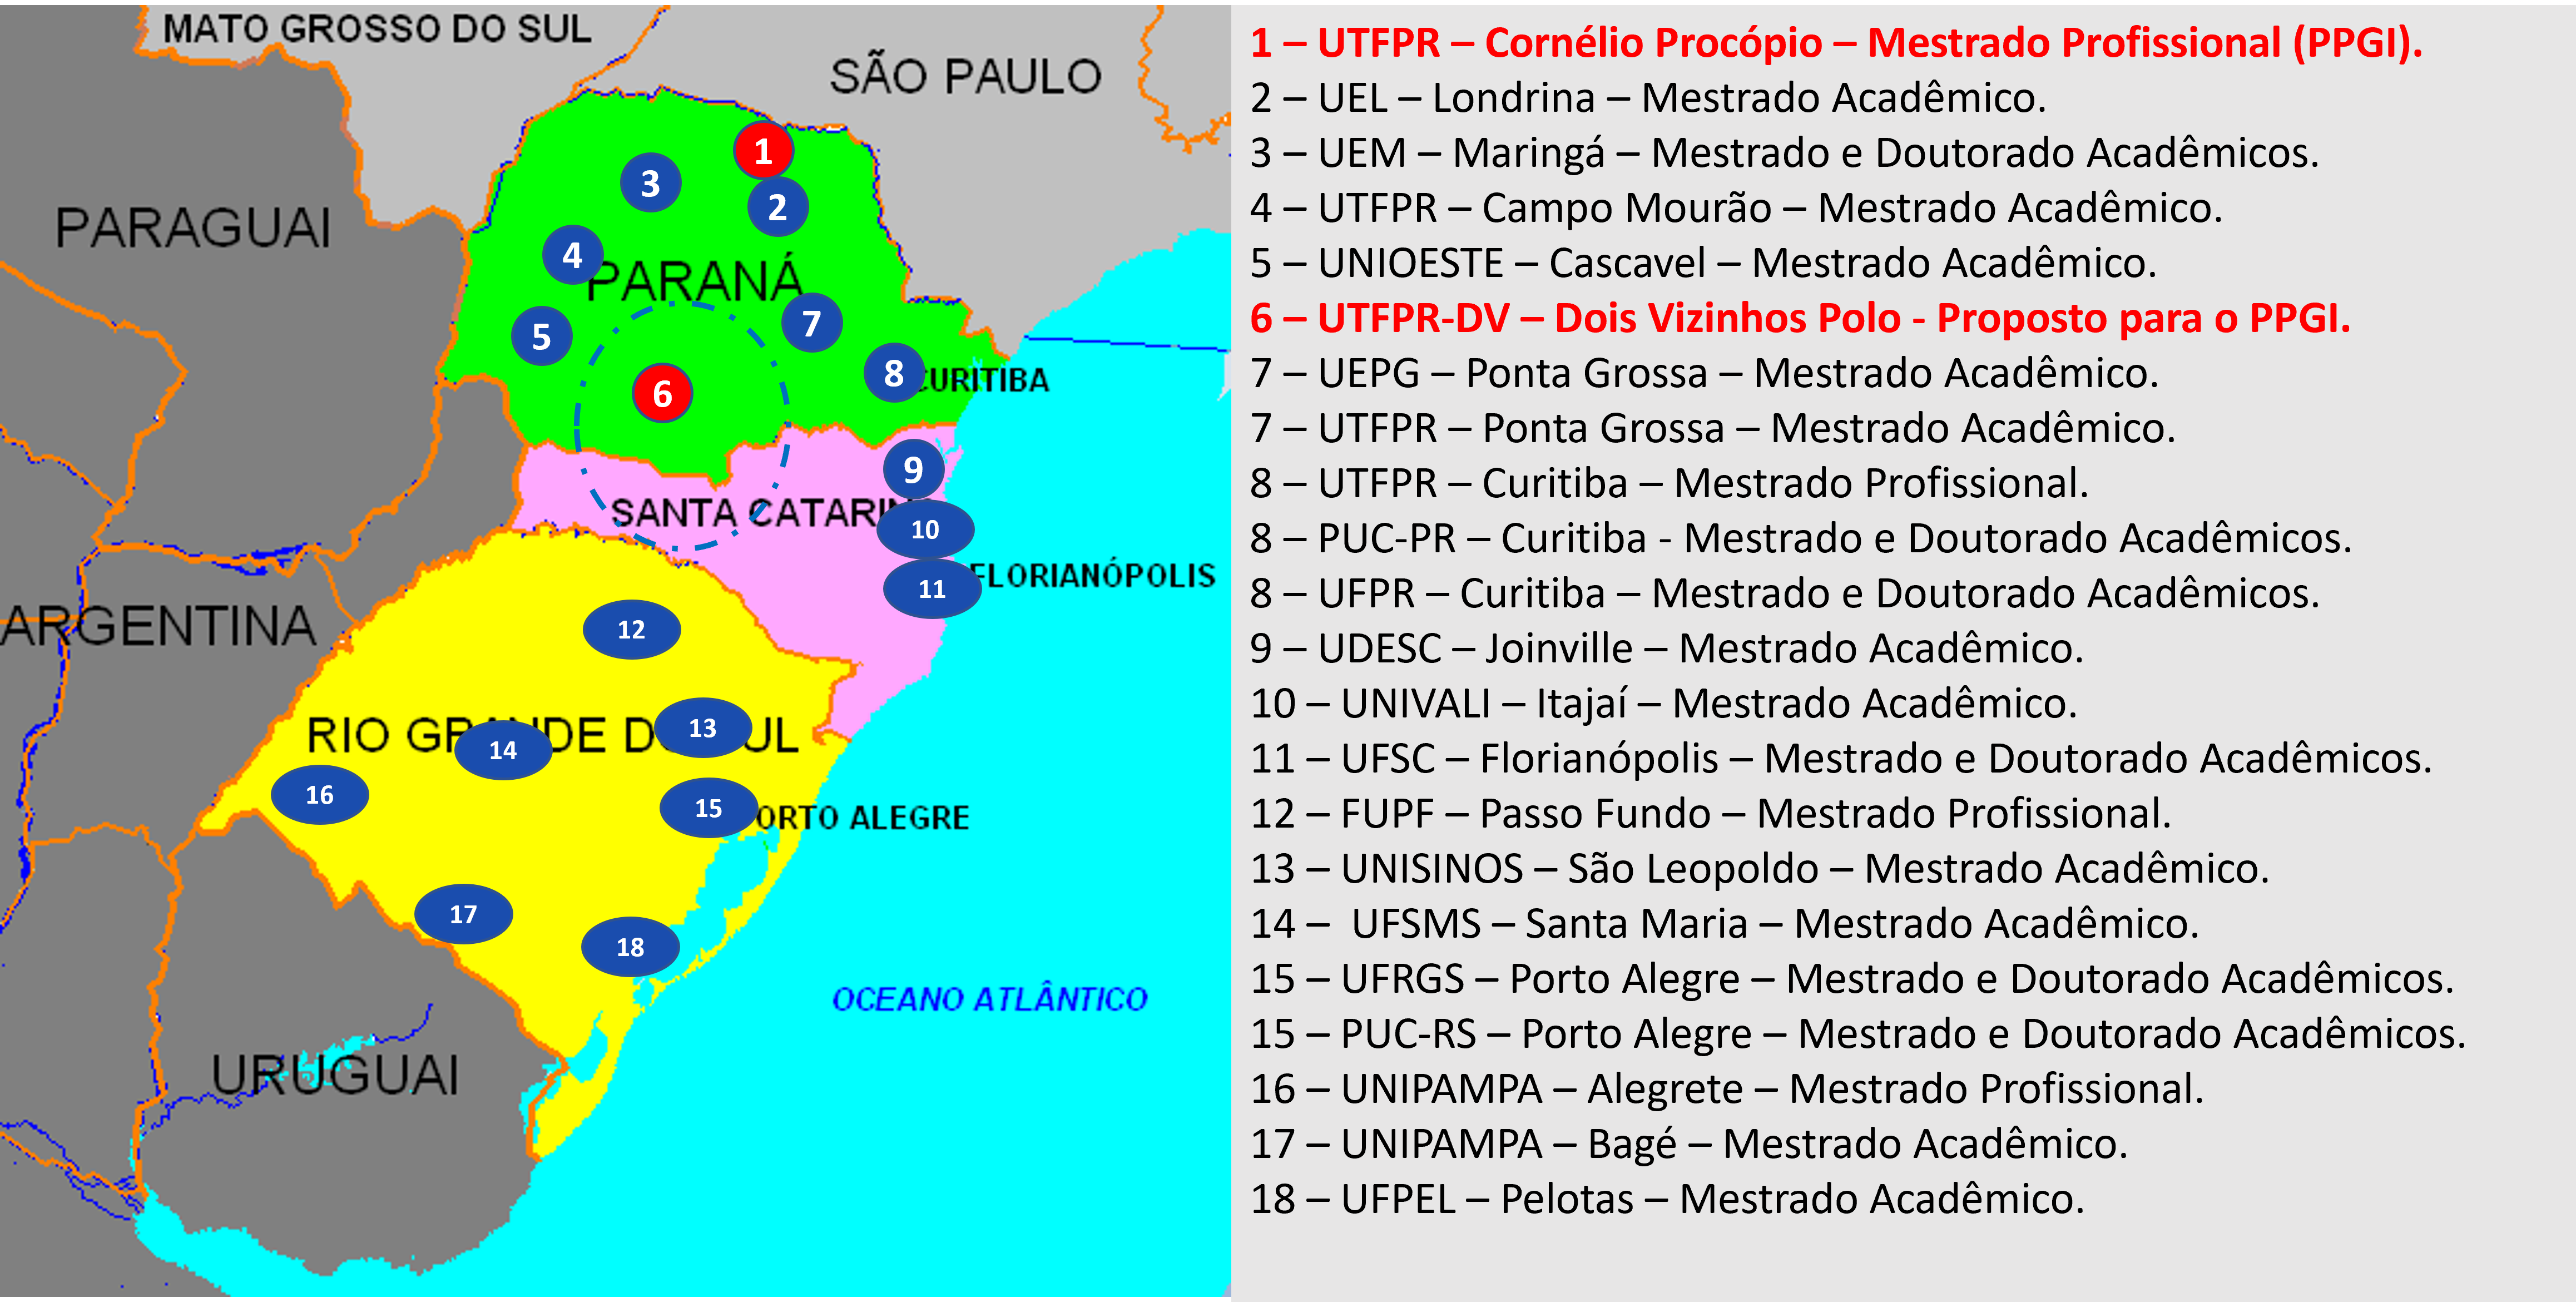 MATO GROSSO DO SUL
SÃO PAULO
PARAGUAI
1
3
2
4
PARANÁ
5
7
6
8
CURITIBA
9
SANTA CATARIN
10
11
FLORIANÓPOLIS
ARGENTINA
12
RIO GRANDE DO SUL
13
14
16
15
ORTO ALEGRE
17
18
OCEANO ATLÂNTICO
URUGUAI
1 – UTFPR – Cornélio Procópio – Mestrado Profissional (PPGI).
2 – UEL – Londrina – Mestrado Acadêmico.
3 – UEM – Maringá – Mestrado e Doutorado Acadêmicos.
4 – UTFPR – Campo Mourão – Mestrado Acadêmico.
5 – UNIOESTE – Cascavel – Mestrado Acadêmico.
6 – UTFPR-DV – Dois Vizinhos Polo - Proposto para o PPGI.
7 – UEPG – Ponta Grossa – Mestrado Acadêmico.
7 – UTFPR – Ponta Grossa – Mestrado Acadêmico.
8 – UTFPR – Curitiba – Mestrado Profissional.
8 – PUC-PR – Curitiba - Mestrado e Doutorado Acadêmicos.
8 – UFPR – Curitiba – Mestrado e Doutorado Acadêmicos.
9 – UDESC – Joinville – Mestrado Acadêmico.
10 – UNIVALI – Itajaí – Mestrado Acadêmico.
11 – UFSC – Florianópolis – Mestrado e Doutorado Acadêmicos.
12 – FUPF – Passo Fundo – Mestrado Profissional.
13 – UNISINOS – São Leopoldo – Mestrado Acadêmico.
14 –  UFSMS – Santa Maria – Mestrado Acadêmico.
15 – UFRGS – Porto Alegre – Mestrado e Doutorado Acadêmicos.
15 – PUC-RS – Porto Alegre – Mestrado e Doutorado Acadêmicos.
16 – UNIPAMPA – Alegrete – Mestrado Profissional.
17 – UNIPAMPA – Bagé – Mestrado Acadêmico.
18 – UFPEL – Pelotas – Mestrado Acadêmico.